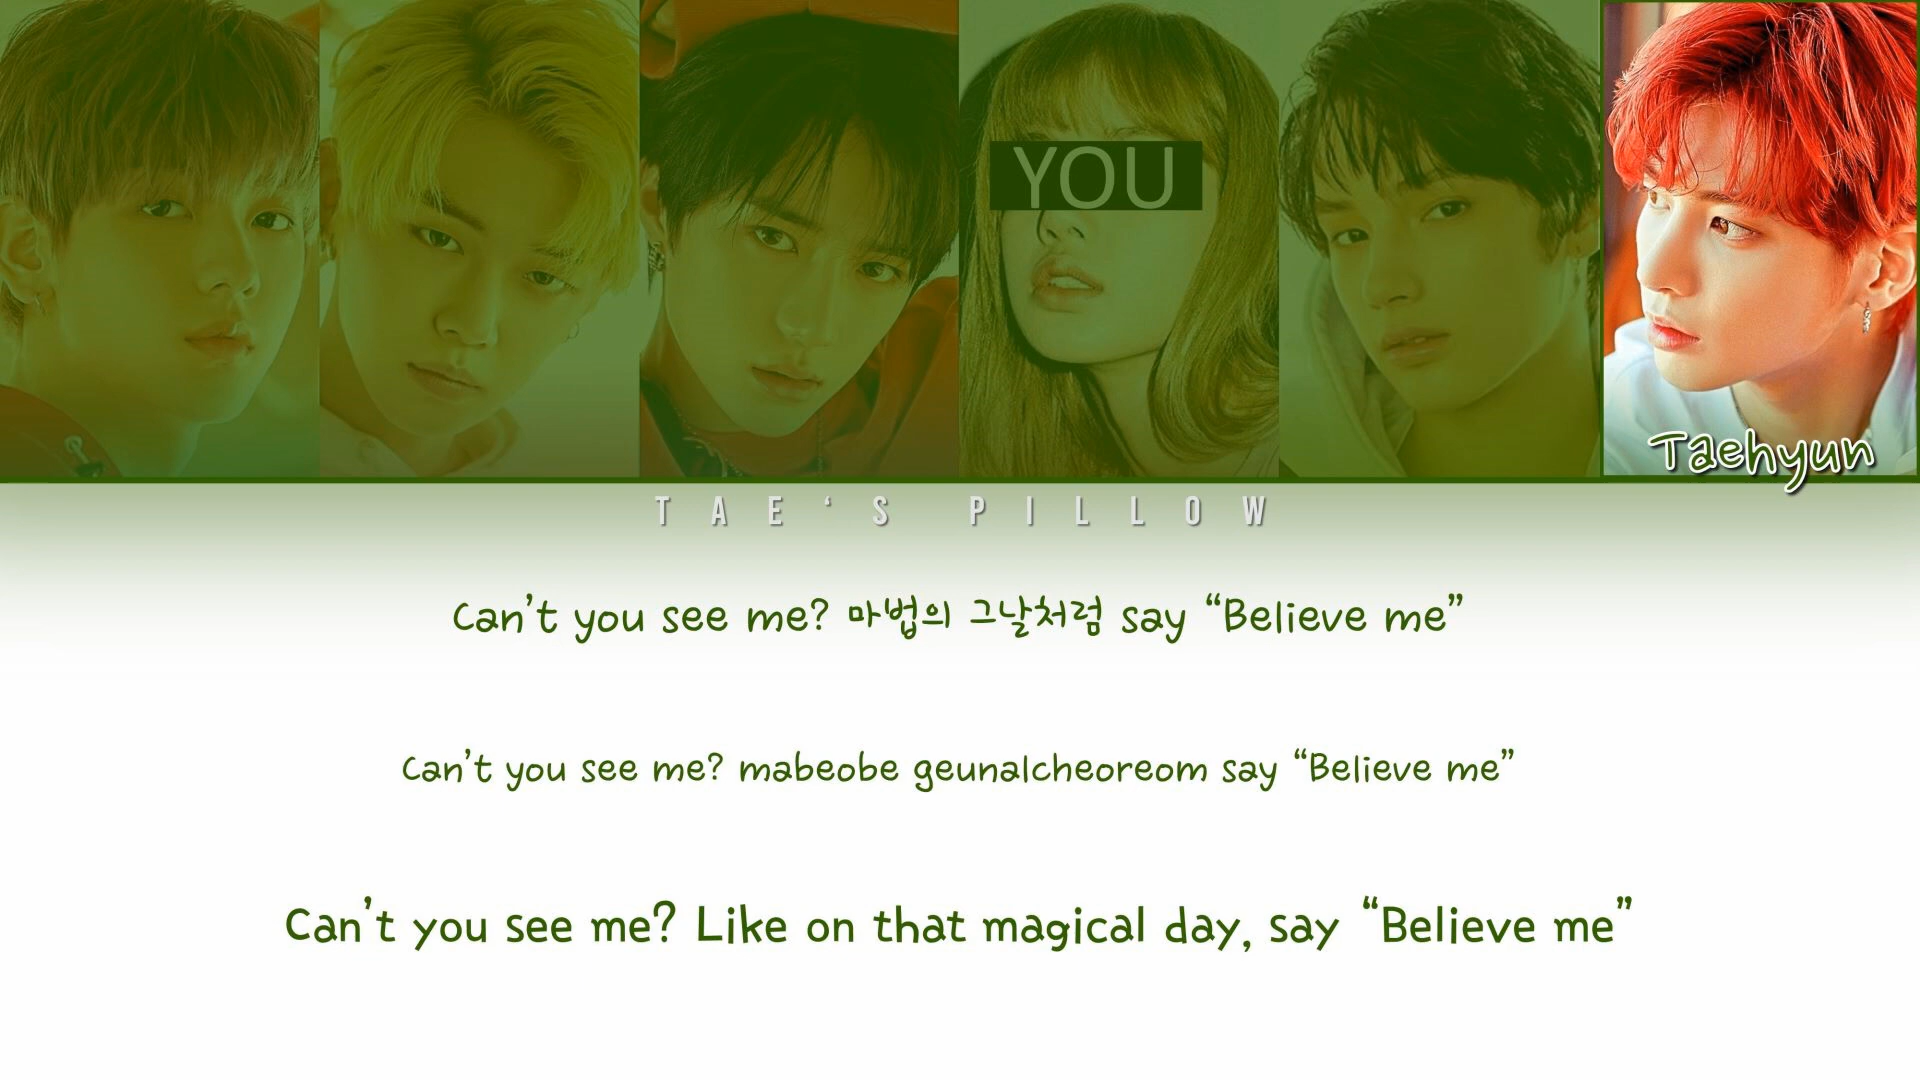 YOU
Taehyun
TAE‘S PILLOW
Can’t you see me? 마법의 그날처럼 say “Believe me”
Can’t you see me? mabeobe geunalcheoreom say “Believe me”
Can’t you see me? Like on that magical day, say “Believe me”